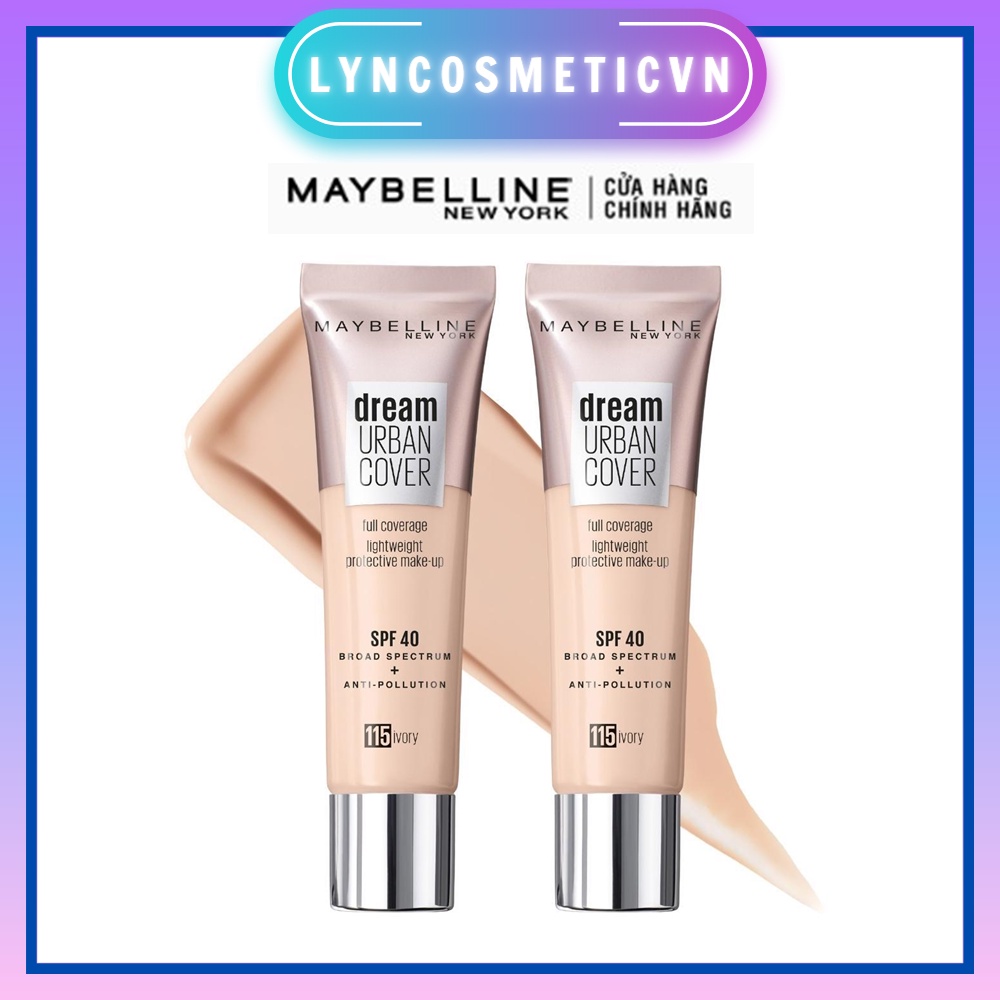 LYNCOSMETICVN
MAYBELLINE
NEW YORK
CỬA HÀNG
CHÍNH HÃNG
MAYBELLINE
NEW YORK
dream
URBAN
COVER
full coverage
lightweight
protective make-up
SPF 40
BROAD SPECTRUM
+
ANTI-POLLUTION
115 ivory
MAYBELLINE
NEW YORK
dream
URBAN
COVER
full coverage
lightweight
protective make-up
SPF 40
BROAD SPECTRUM
+
ANTI-POLLUTION
115 ivory